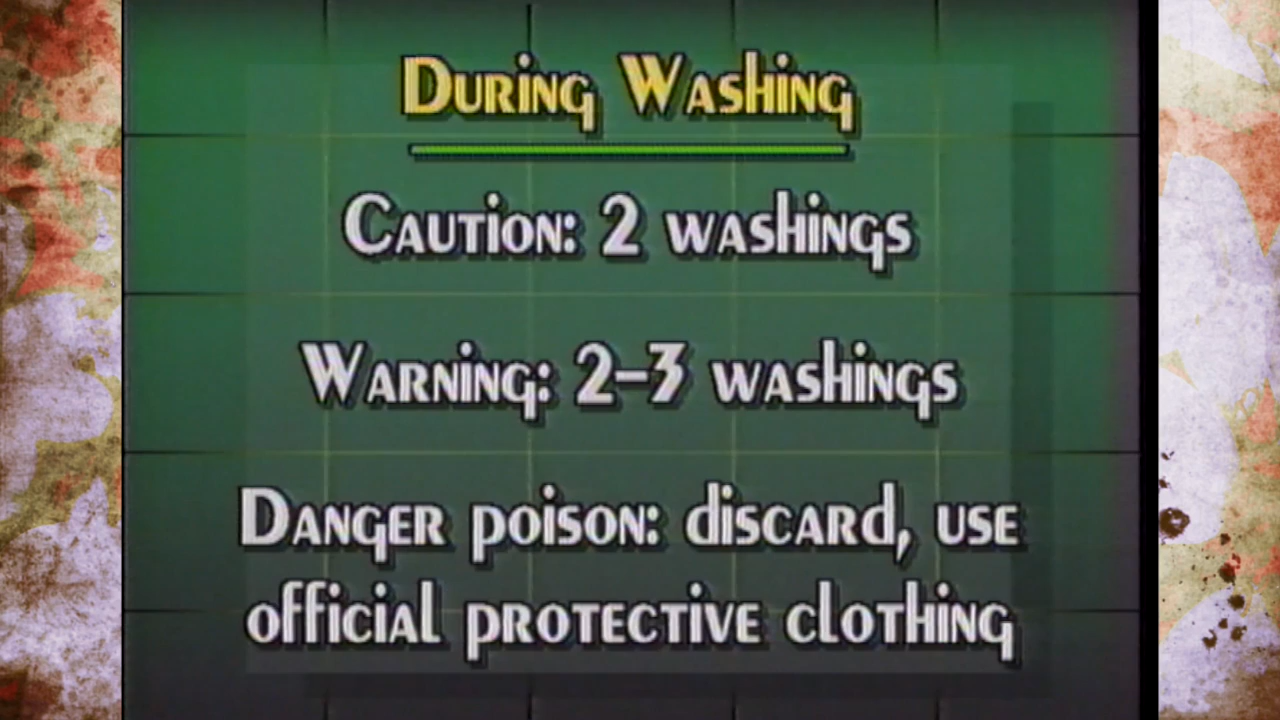 During Washing
Caution: 2 washings
Warning: 2–3 washings
Danger poison: discard, use
official protective clothing